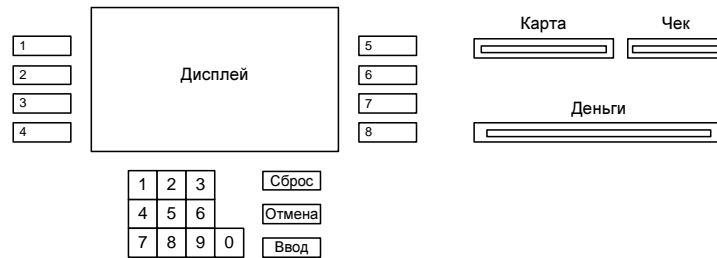 Карта Чек
1 5
2 Дисплей 6
3 7
4 8
Деньги
1 2 3 Сброс
4 5 6 Отмена
7 8 9 0 Ввод